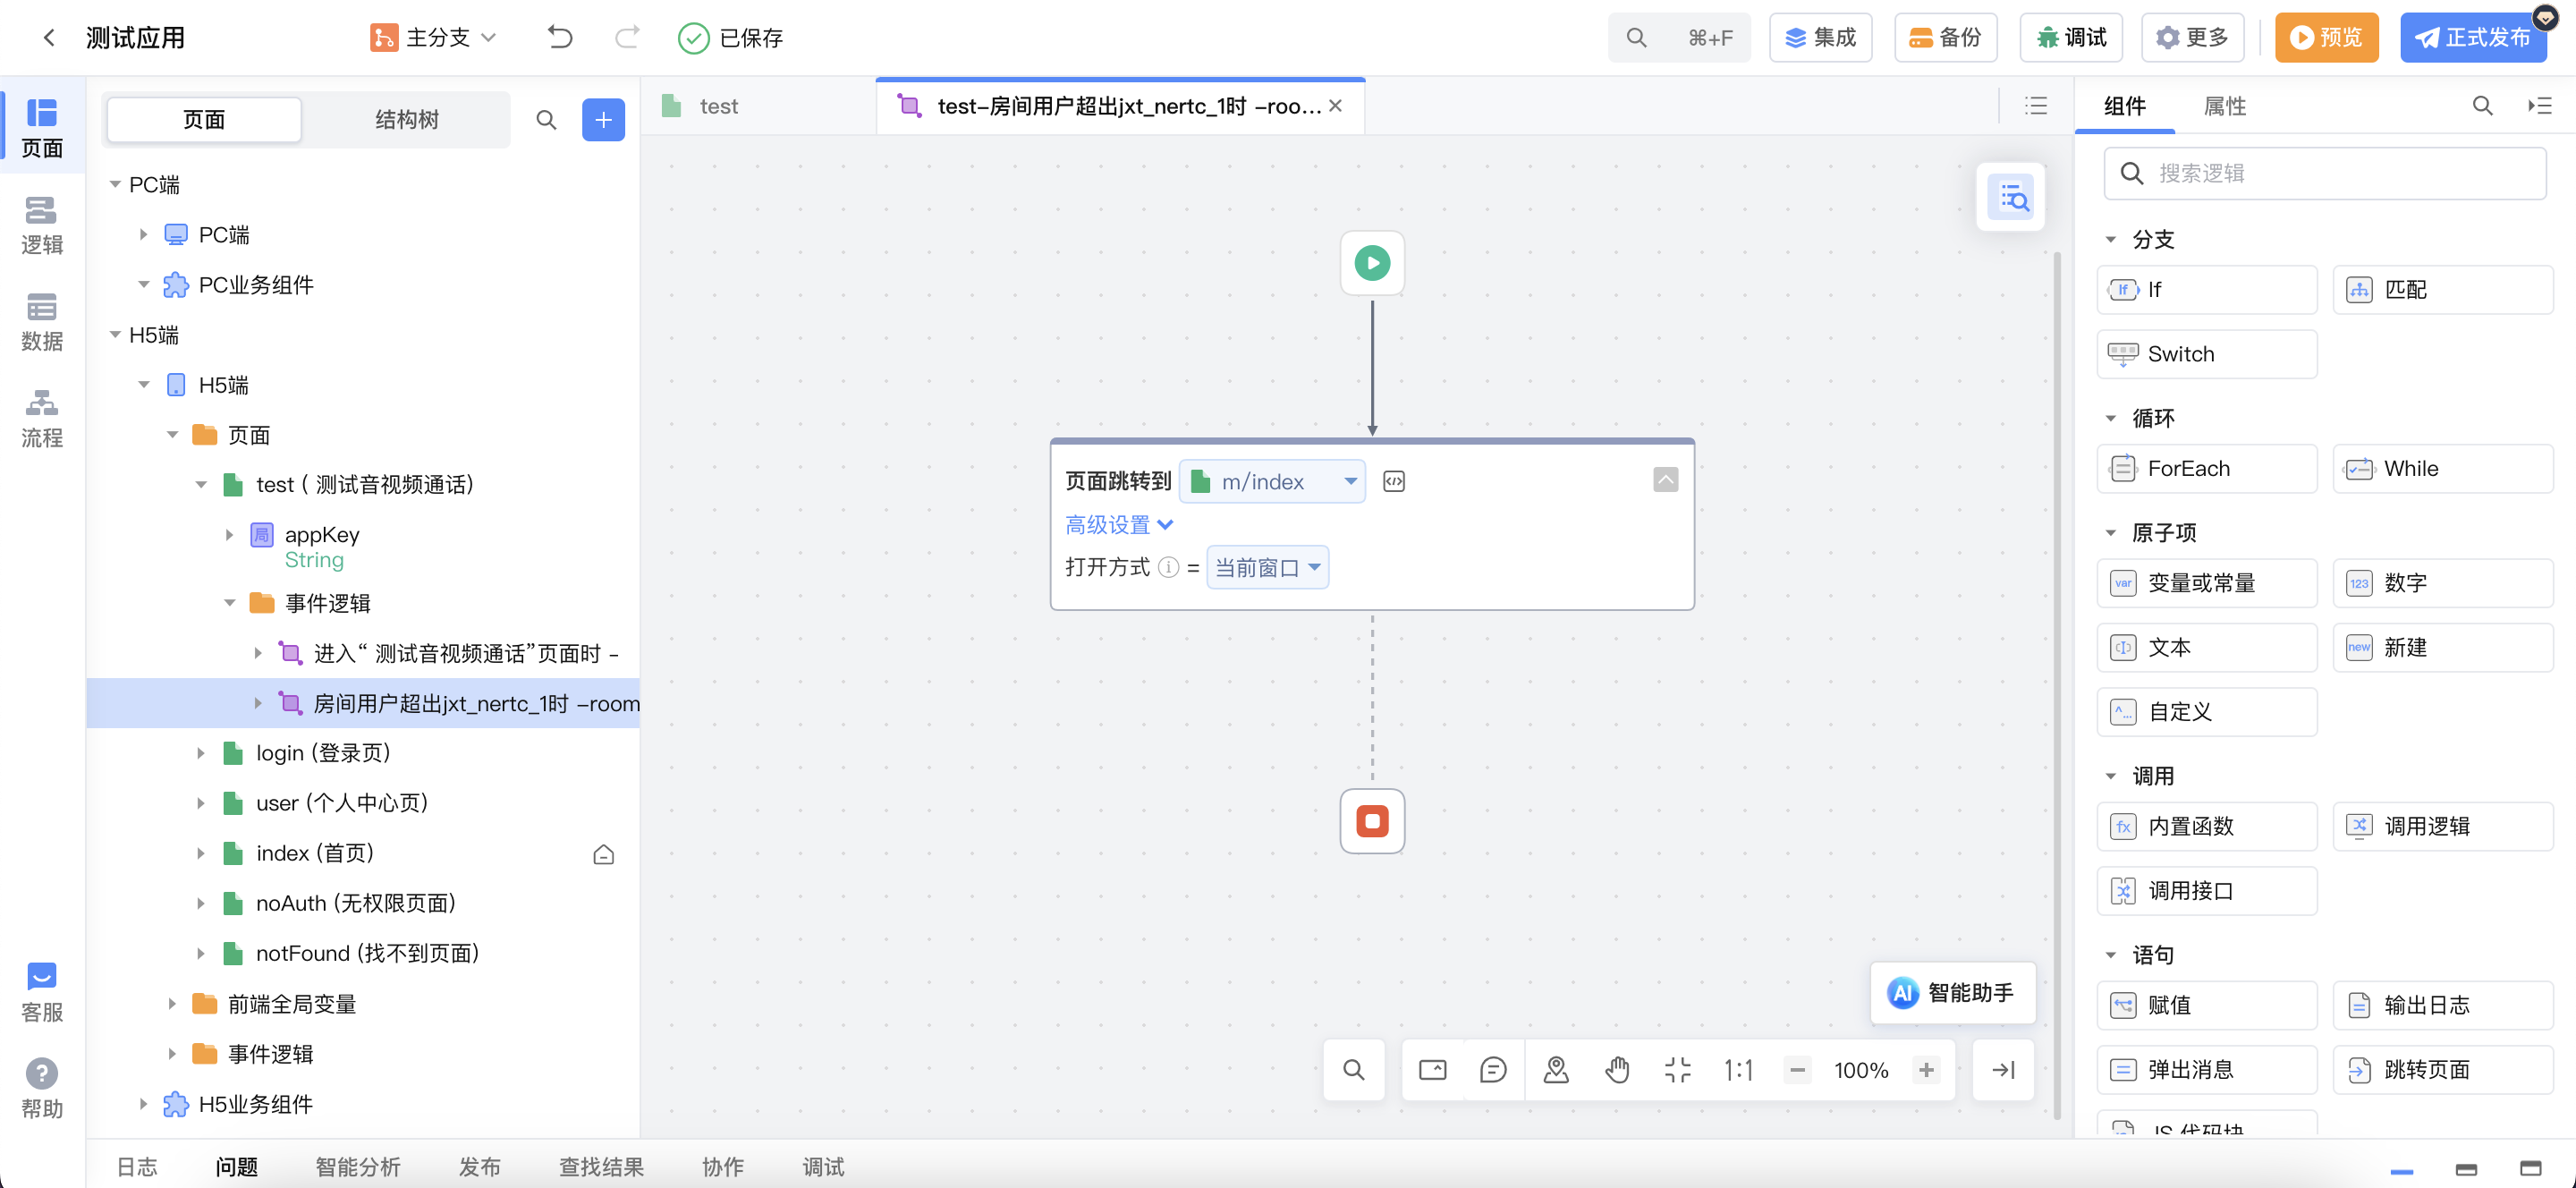 测试应用
主分支
已保存
⌘+F
集成
备份
调试
更多
预览
正式发布
页面
逻辑
数据
流程
客服
帮助
页面
结构树
PC端
PC端
PC业务组件
H5端
H5端
页面
test ( 测试音视频通话)
局 appKey
String
事件逻辑
进入“ 测试音视频通话”页面时 -
房间用户超出jxt_nertc_1时 -room
login (登录页)
user (个人中心页)
index (首页)
noAuth (无权限页面)
notFound (找不到页面)
前端全局变量
事件逻辑
H5业务组件
test
test-房间用户超出jxt_nertc_1时 -roo...
页面跳转到 m/index
高级设置
打开方式 = 当前窗口
AI 智能助手
1:1
100%
组件
属性
搜索逻辑
分支
If If
匹配
Switch
循环
ForEach
While
原子项
var 变量或常量
123 数字
文本
new 新建
自定义
调用
fx 内置函数
调用逻辑
调用接口
语句
赋值
输出日志
弹出消息
跳转页面
JS 代码块
日志
问题
智能分析
发布
查找结果
协作
调试